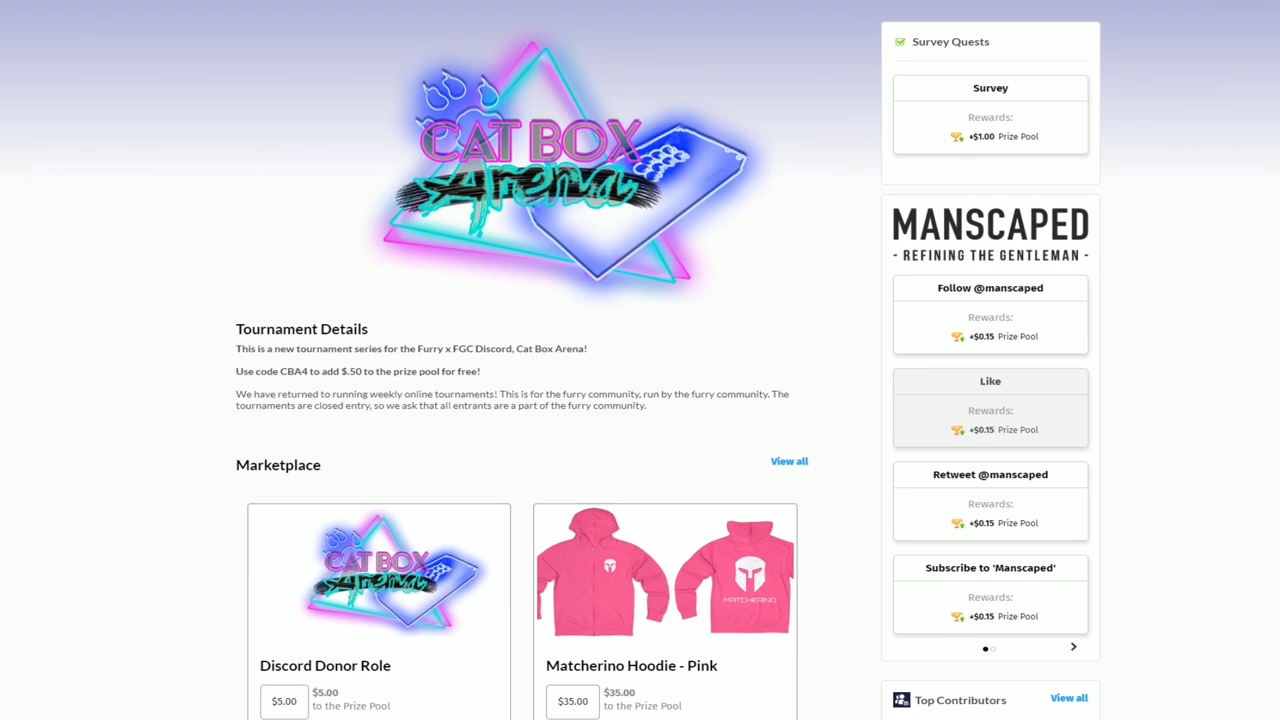 CAT BOX
Arena
Tournament Details
This is a new tournament series for the Furry x FGC Discord, Cat Box Arena!
Use code CBA4 to add $.50 to the prize pool for free!
We have returned to running weekly online tournaments! This is for the furry community, run by the furry community. The
tournaments are closed entry, so we ask that all entrants are a part of the furry community.
Marketplace
View all
CAT BOX
Arena
Discord Donor Role
$5.00
$5.00
to the Prize Pool
MATCHERINO
Matcherino Hoodie - Pink
$35.00
$35.00
to the Prize Pool
Survey Quests
Survey
Rewards:
+$1.00 Prize Pool
MANSCAPED
- REFINING THE GENTLEMAN -
Follow @manscaped
Rewards:
+$0.15 Prize Pool
Like
Rewards:
+$0.15 Prize Pool
Retweet @manscaped
Rewards:
+$0.15 Prize Pool
Subscribe to 'Manscaped'
Rewards:
+$0.15 Prize Pool
Top Contributors
View all